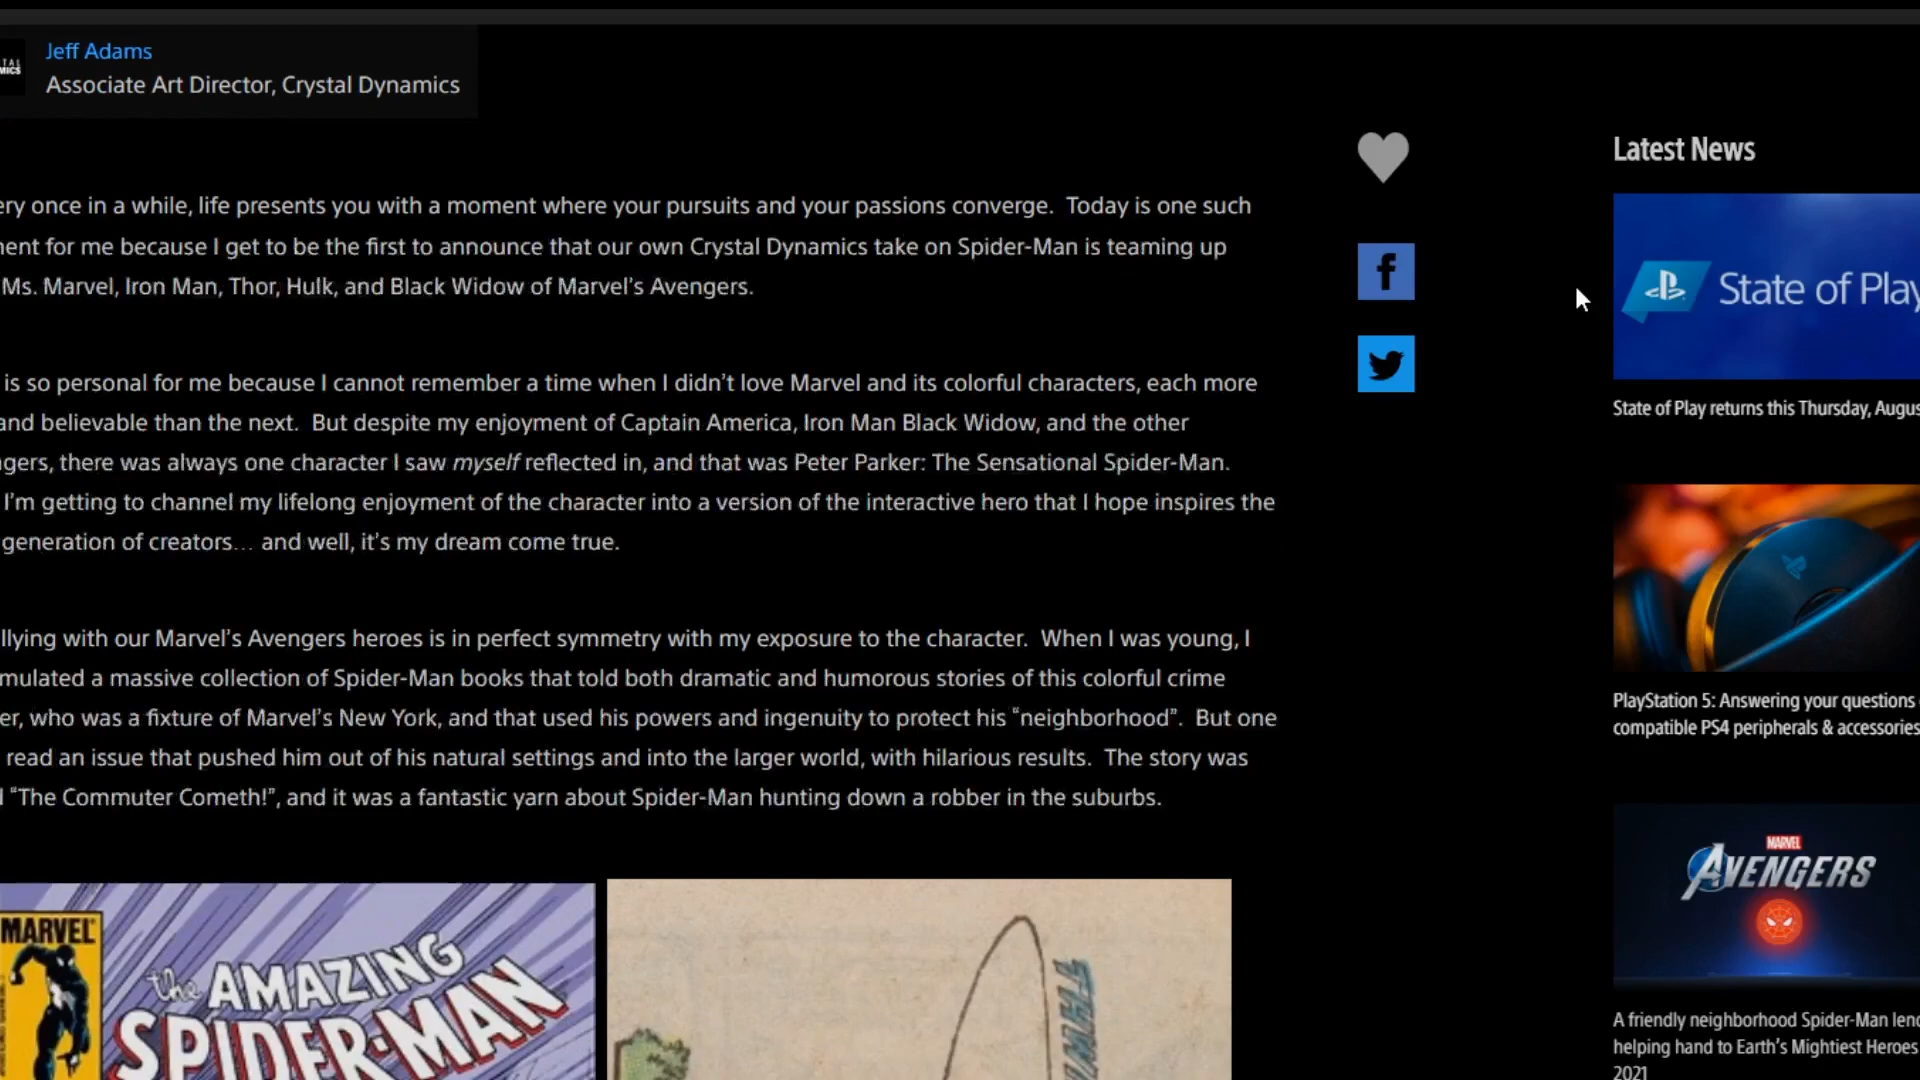 TAL
MICS
Jeff Adams
Associate Art Director, Crystal Dynamics
ery once in a while, life presents you with a moment where your pursuits and your passions converge. Today is one such
nent for me because I get to be the first to announce that our own Crystal Dynamics take on Spider-Man is teaming up
Ms. Marvel, Iron Man, Thor, Hulk, and Black Widow of Marvel's Avengers.
is so personal for me because I cannot remember a time when I didn't love Marvel and its colorful characters, each more
and believable than the next. But despite my enjoyment of Captain America, Iron Man Black Widow, and the other
ngers, there was always one character I saw myself reflected in, and that was Peter Parker: The Sensational Spider-Man.
I'm getting to channel my lifelong enjoyment of the character into a version of the interactive hero that I hope inspires the
generation of creators… and well, it's my dream come true.
llying with our Marvel's Avengers heroes is in perfect symmetry with my exposure to the character. When I was young, I
mulated a massive collection of Spider-Man books that told both dramatic and humorous stories of this colorful crime
er, who was a fixture of Marvel's New York, and that used his powers and ingenuity to protect his “neighborhood”. But one
read an issue that pushed him out of his natural settings and into the larger world, with hilarious results. The story was
l “The Commuter Cometh!”, and it was a fantastic yarn about Spider-Man hunting down a robber in the suburbs.
MARVEL
the AMAZING
SPIDER-MAN
THWI
Latest News
State of Play
State of Play returns this Thursday, Augus
PlayStation 5: Answering your questions
compatible PS4 peripherals & accessories
MARVEL
AVENGERS
A friendly neighborhood Spider-Man lend
helping hand to Earth's Mightiest Heroes
2021